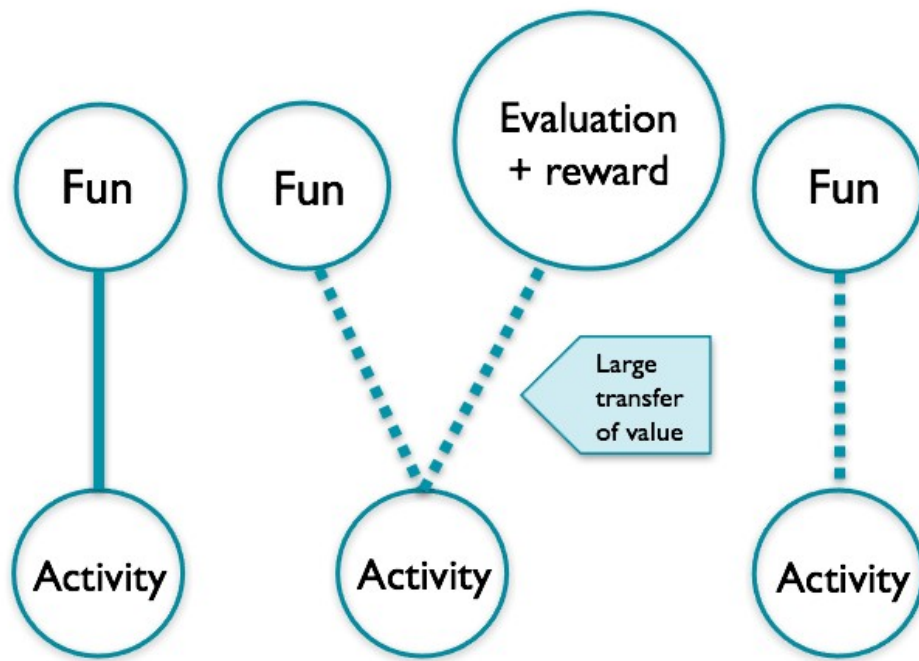 Fun
Fun
Evaluation
+ reward
Fun
Large
transfer
of value
Activity
Activity
Activity